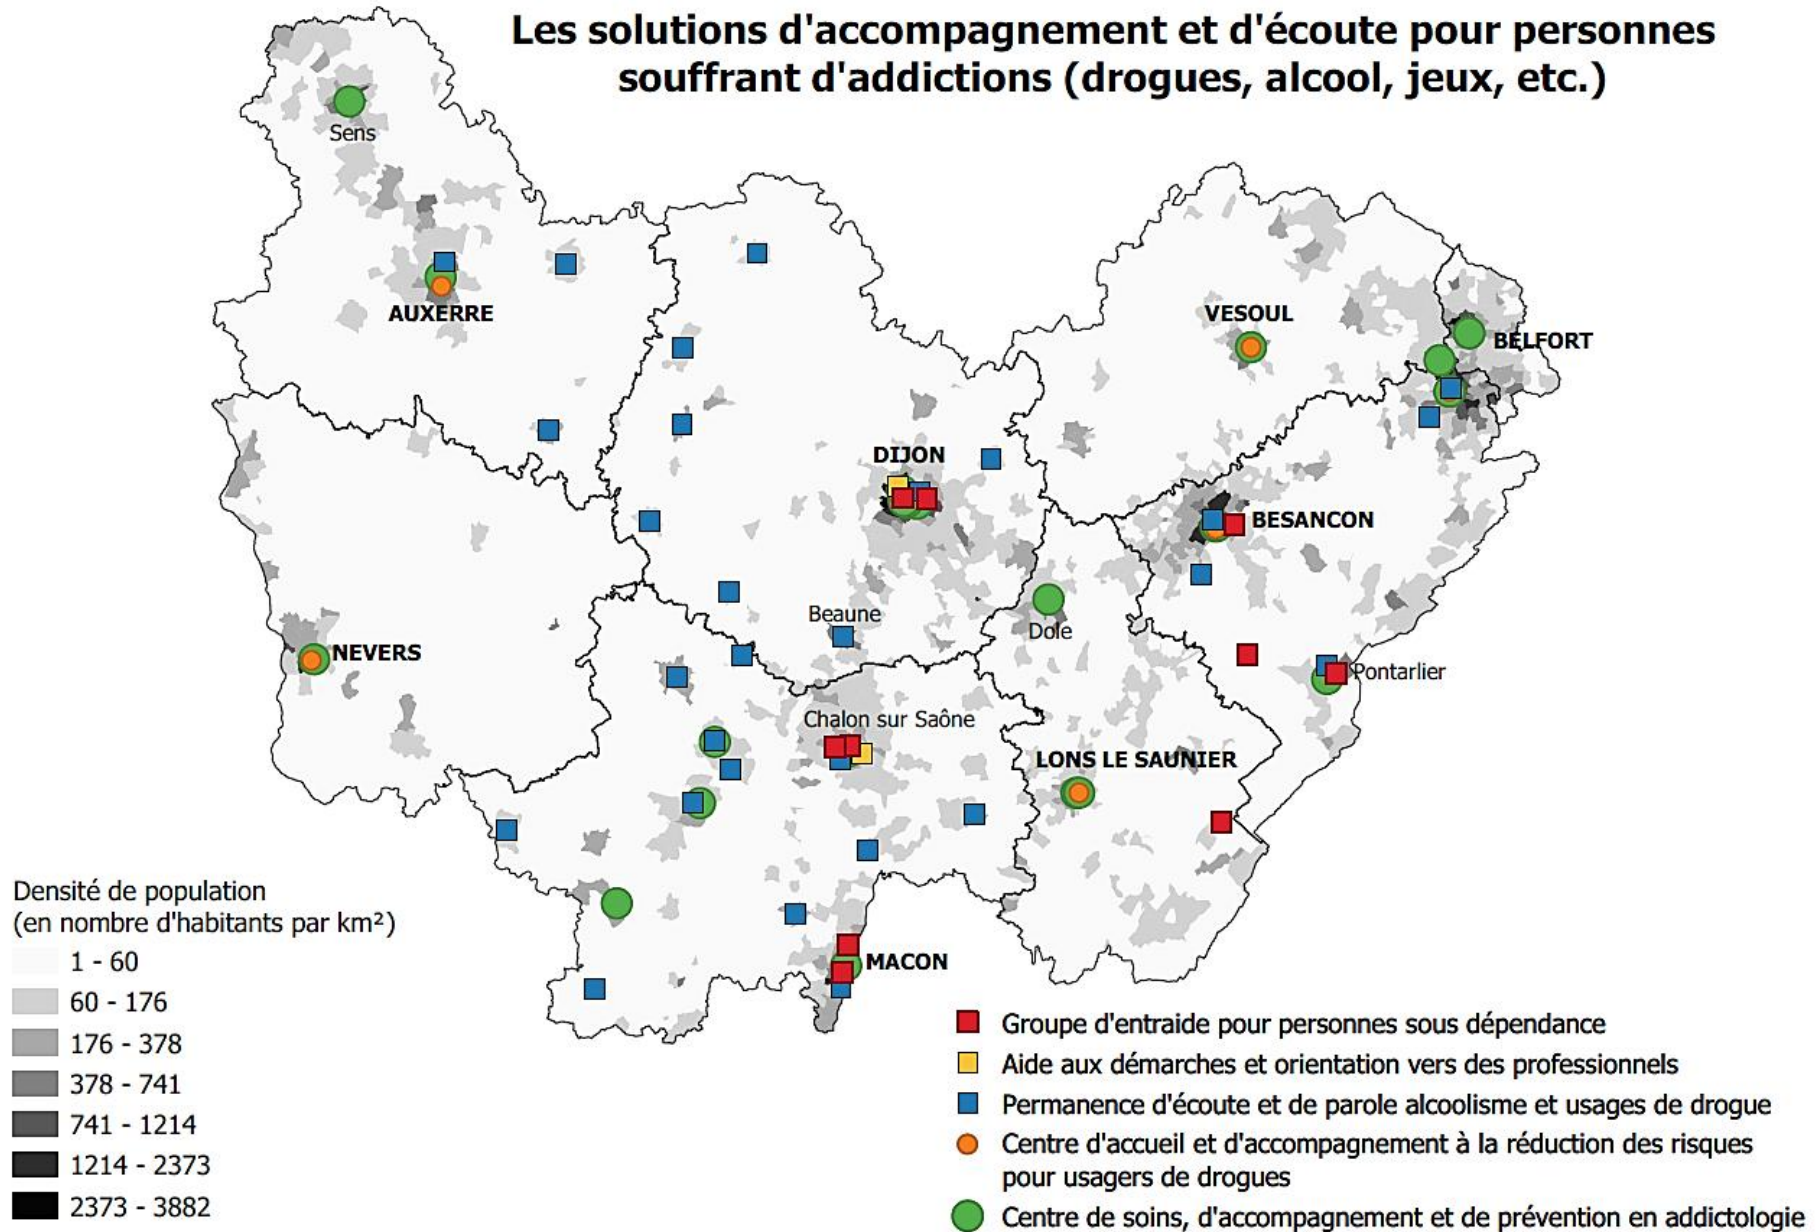 Les solutions d'accompagnement et d'écoute pour personnes
souffrant d'addictions (drogues, alcool, jeux, etc.)
Sens
AUXERRE
VESOUL
BELFORT
DIJON
BESANCON
Beaune
Dole
NEVERS
Pontarlier
Chalon sur Saône
LONS LE SAUNIER
MACON
Densité de population
(en nombre d'habitants par km²)
1 - 60
60 - 176
176 - 378
378 - 741
741 - 1214
1214 - 2373
2373 - 3882
Groupe d'entraide pour personnes sous dépendance
Aide aux démarches et orientation vers des professionnels
Permanence d'écoute et de parole alcoolisme et usages de drogue
Centre d'accueil et d'accompagnement à la réduction des risques
pour usagers de drogues
Centre de soins, d'accompagnement et de prévention en addictologie